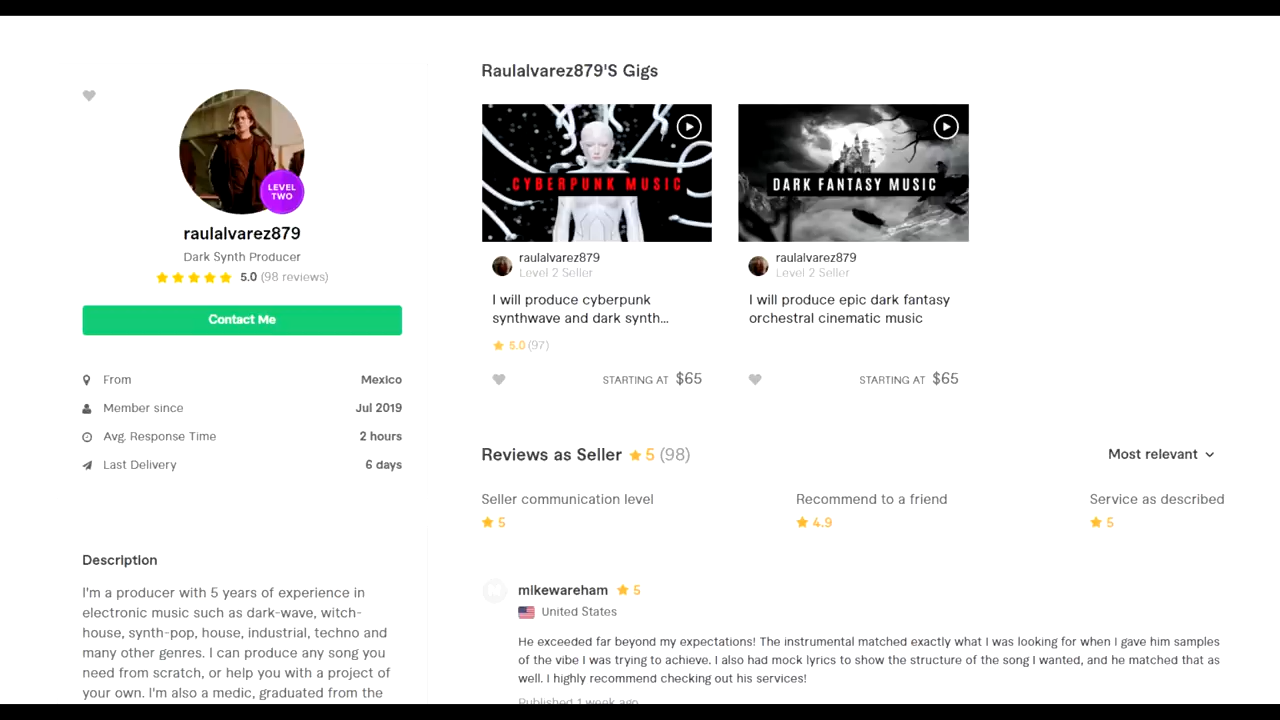 LEVEL
TWO
raulalvarez879
Dark Synth Producer
5.0 (98 reviews)
Contact Me
From Mexico
Member since Jul 2019
Avg. Response Time 2 hours
Last Delivery 6 days
Description
I'm a producer with 5 years of experience in
electronic music such as dark-wave, witch-
house, synth-pop, house, industrial, techno and
many other genres. I can produce any song you
need from scratch, or help you with a project of
your own. I'm also a medic, graduated from the
Raulalvarez879'S Gigs
CYBERPUNK MUSIC
raulalvarez879
Level 2 Seller
I will produce cyberpunk
synthwave and dark synth...
5.0 (97)
STARTING AT $65
DARK FANTASY MUSIC
raulalvarez879
Level 2 Seller
I will produce epic dark fantasy
orchestral cinematic music
STARTING AT $65
Reviews as Seller 5 (98)
Most relevant
Seller communication level
5
Recommend to a friend
4.9
Service as described
5
mikewareham 5
United States
He exceeded far beyond my expectations! The instrumental matched exactly what I was looking for when I gave him samples
of the vibe I was trying to achieve. I also had mock lyrics to show the structure of the song I wanted, and he matched that as
well. I highly recommend checking out his services!
Published 1 week ago